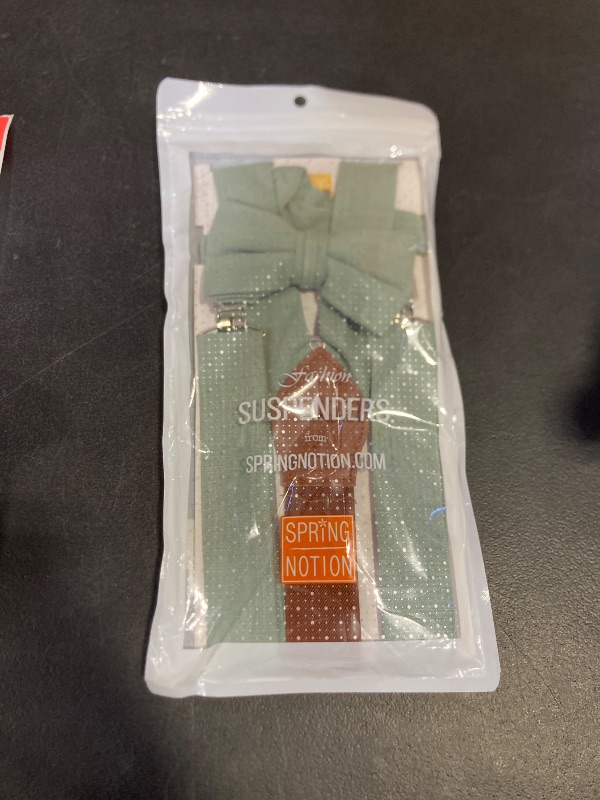 Fashion
SUSPENDERS
from
SPRINGNOTION.COM
SPRING
NOTION